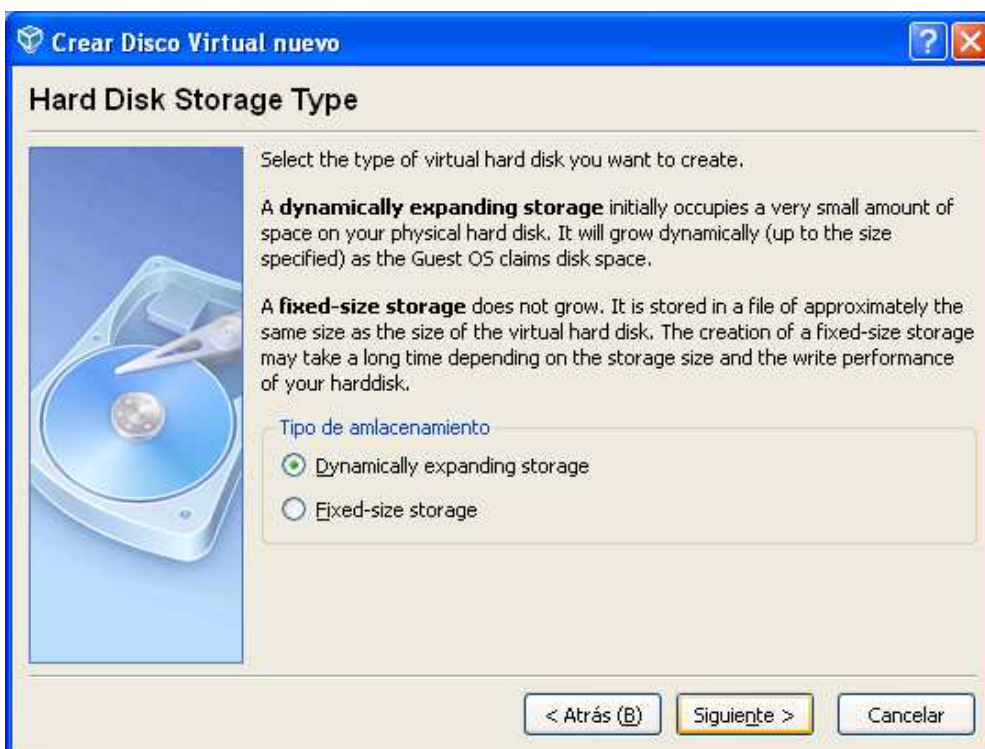 Crear Disco Virtual nuevo
Hard Disk Storage Type
Select the type of virtual hard disk you want to create.
A dynamically expanding storage initially occupies a very small amount of
space on your physical hard disk. It will grow dynamically (up to the size
specified) as the Guest OS claims disk space.
A fixed-size storage does not grow. It is stored in a file of approximately the
same size as the size of the virtual hard disk. The creation of a fixed-size storage
may take a long time depending on the storage size and the write performance
of your harddisk.
Tipo de amlacenamiento
Dynamically expanding storage
Fixed-size storage
< Atrás (B) Siguiente > Cancelar